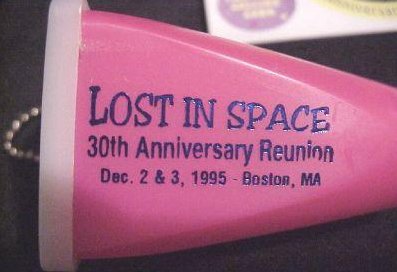 LOST IN SPACE
30th Anniversary Reunion
Dec. 2 & 3, 1995 - Boston, MA